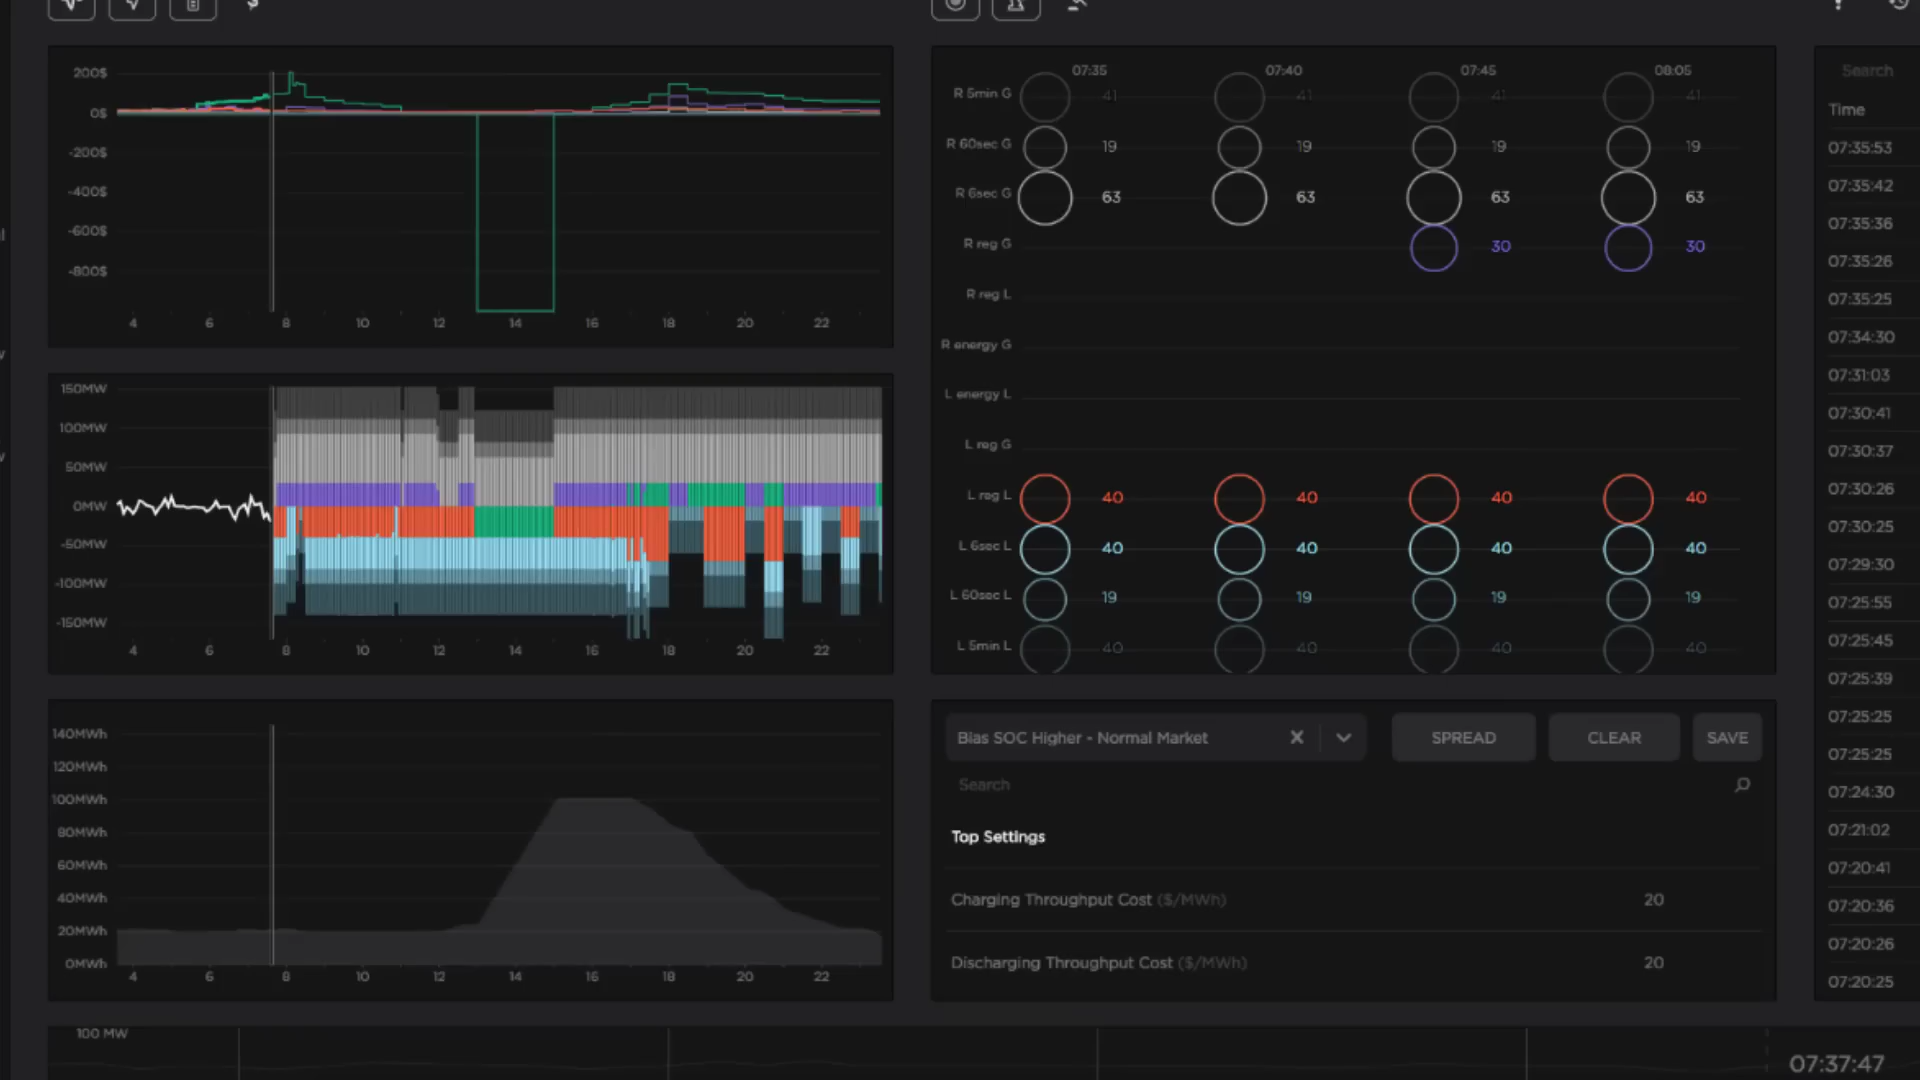 200$
0$
-200$
-400$
-600$
-800$
4 6 8 10 12 14 16 18 20 22
150MW
100MW
50MW
0MW
-50MW
-100MW
-150MW
4 6 8 10 12 14 16 18 20 22
140MWh
120MWh
100MWh
80MWh
60MWh
40MWh
20MWh
0MWh
4 6 8 10 12 14 16 18 20 22
07:35 07:40 07:45 08:05
R 5min G 41 41 41 41
R 60sec G 19 19 19 19
R 6sec G 63 63 63 63
R reg G 30 30
R reg L
R energy G
L energy L
L reg G
L reg L 40 40 40 40
L 6sec L 40 40 40 40
L 60sec L 19 19 19 19
L 5min L 40 40 40 40
Bias SOC Higher - Normal Market
SPREAD CLEAR SAVE
Search
Top Settings
Charging Throughput Cost ($/MWh) 20
Discharging Throughput Cost ($/MWh) 20
Search
Time
07:35:53
07:35:42
07:35:36
07:35:26
07:35:25
07:34:30
07:31:03
07:30:41
07:30:37
07:30:26
07:30:25
07:29:30
07:25:55
07:25:45
07:25:39
07:25:25
07:25:25
07:24:30
07:21:02
07:20:41
07:20:36
07:20:26
07:20:25
100 MW
07:37:47